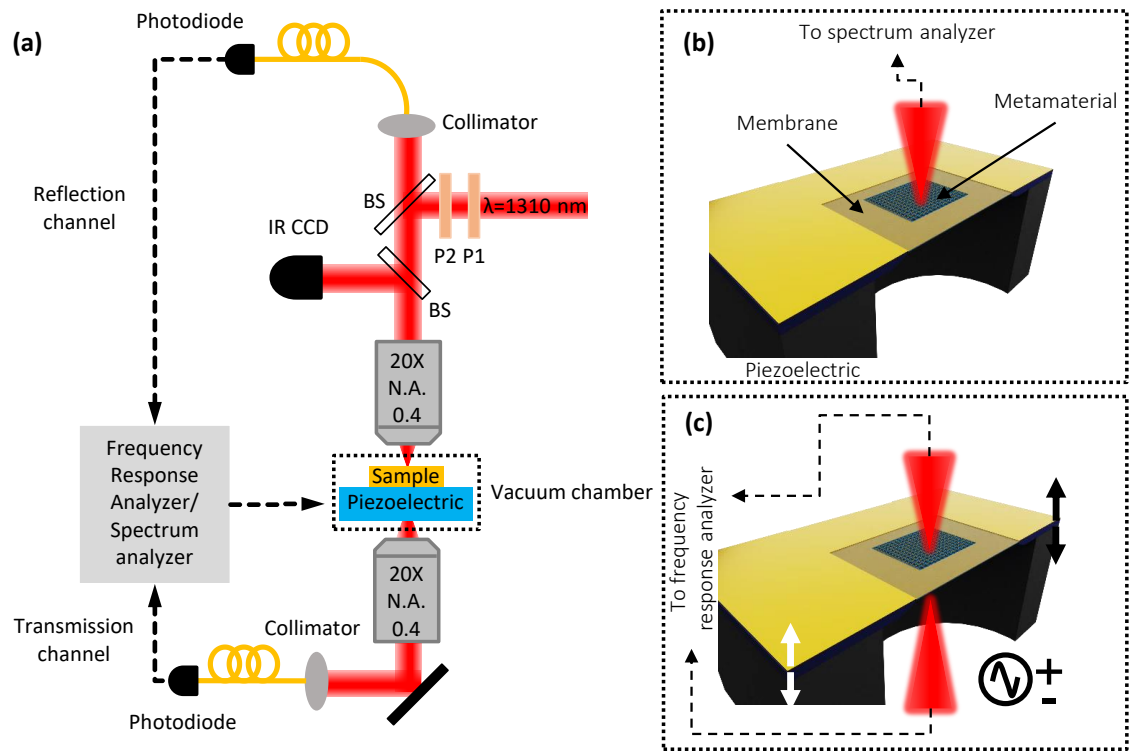 (a)
Photodiode
Collimator
Reflection
channel
BS
λ=1310 nm
IR CCD
P2 P1
BS
20X
N.A.
0.4
Frequency
Response
Analyzer/
Spectrum
analyzer
Sample
Piezoelectric
Vacuum chamber
20X
N.A.
0.4
Transmission
channel
Collimator
Photodiode
(b)
To spectrum
analyzer
Metamaterial
Membrane
Piezoelectric
(c)
To frequency
response analyzer
+
-